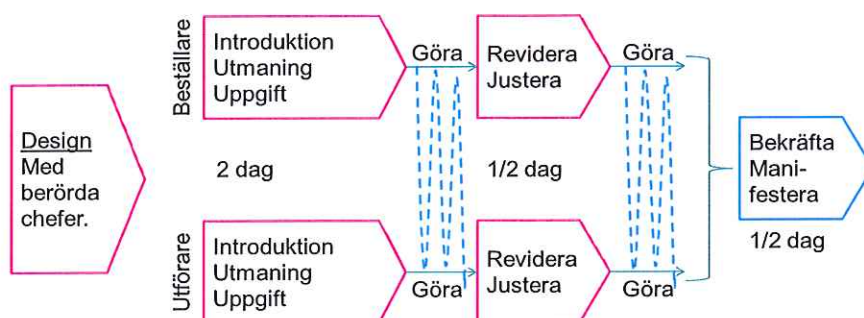 Design
Med
berörda
chefer.
Beställare
Introduktion
Utmaning
Uppgift
Göra
Revidera
Justera
Göra
2 dag
1/2 dag
Utförare
Introduktion
Utmaning
Uppgift
Göra
Revidera
Justera
Göra
Bekräfta
Mani-
festera
1/2 dag